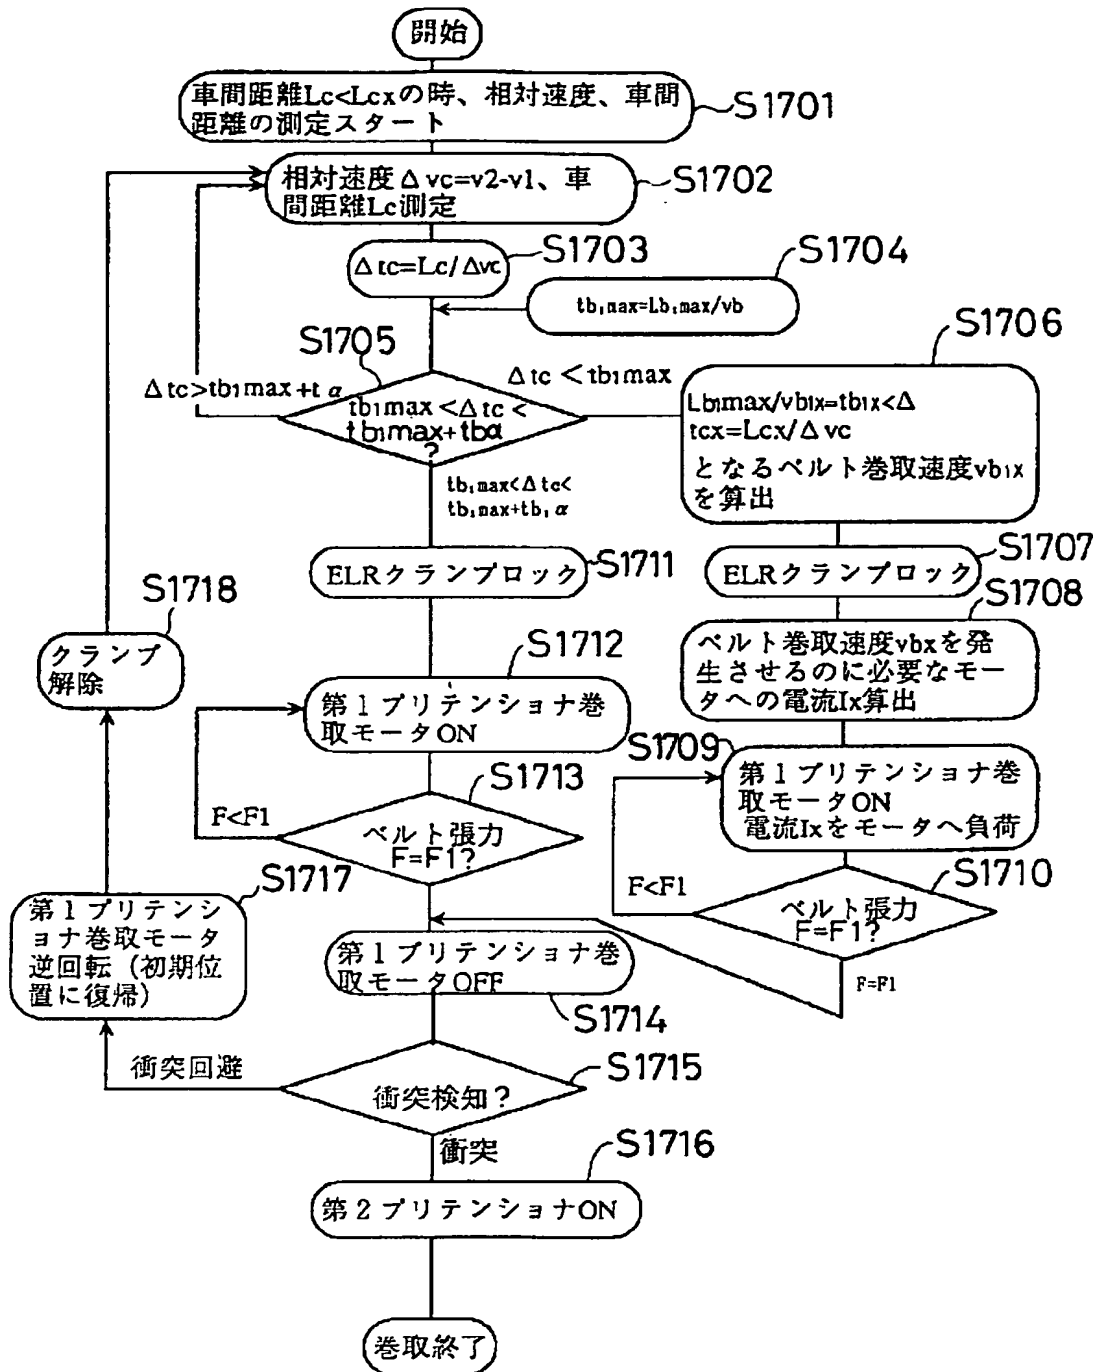 開始
車間距離Lc<Lcxの時、相対速度、車間
距離の測定スタート
S1701
相対速度Δvc=v2-v1、車
間距離Lc測定
S1702
Δtc=Lc/Δvc
S1703
S1704
tb₁max=Lb₁max/vb
S1705
Δtc>tb₁max+tα
tb₁max<Δtc<
tb₁max+tbα
?
Δtc<tb₁max
S1706
Lb₁max/vb₁x=tb₁x<Δ
tcx=Lcx/Δvc
となるベルト巻取速度vb₁x
を算出
tb₁max<Δtc<
tb₁max+tb₁α
ELRクランプロック
S1711
S1707
ELRクランプロック
S1708
ベルト巻取速度vbxを発
生させるのに必要なモー
タへの電流Ix算出
S1718
クランプ
解除
S1712
第1プリテンショナ巻
取モータON
S1709
第1プリテンショナ巻
取モータON
電流Ixをモータへ負荷
S1713
F<F1
ベルト張力
F=F1?
S1710
F<F1
ベルト張力
F=F1?
F=F1
S1717
第1プリテンシ
ョナ巻取モータ
逆回転(初期位
置に復帰)
第1プリテンショナ巻
取モータOFF
S1714
衝突回避
衝突検知?
S1715
衝突
S1716
第2プリテンショナON
巻取終了